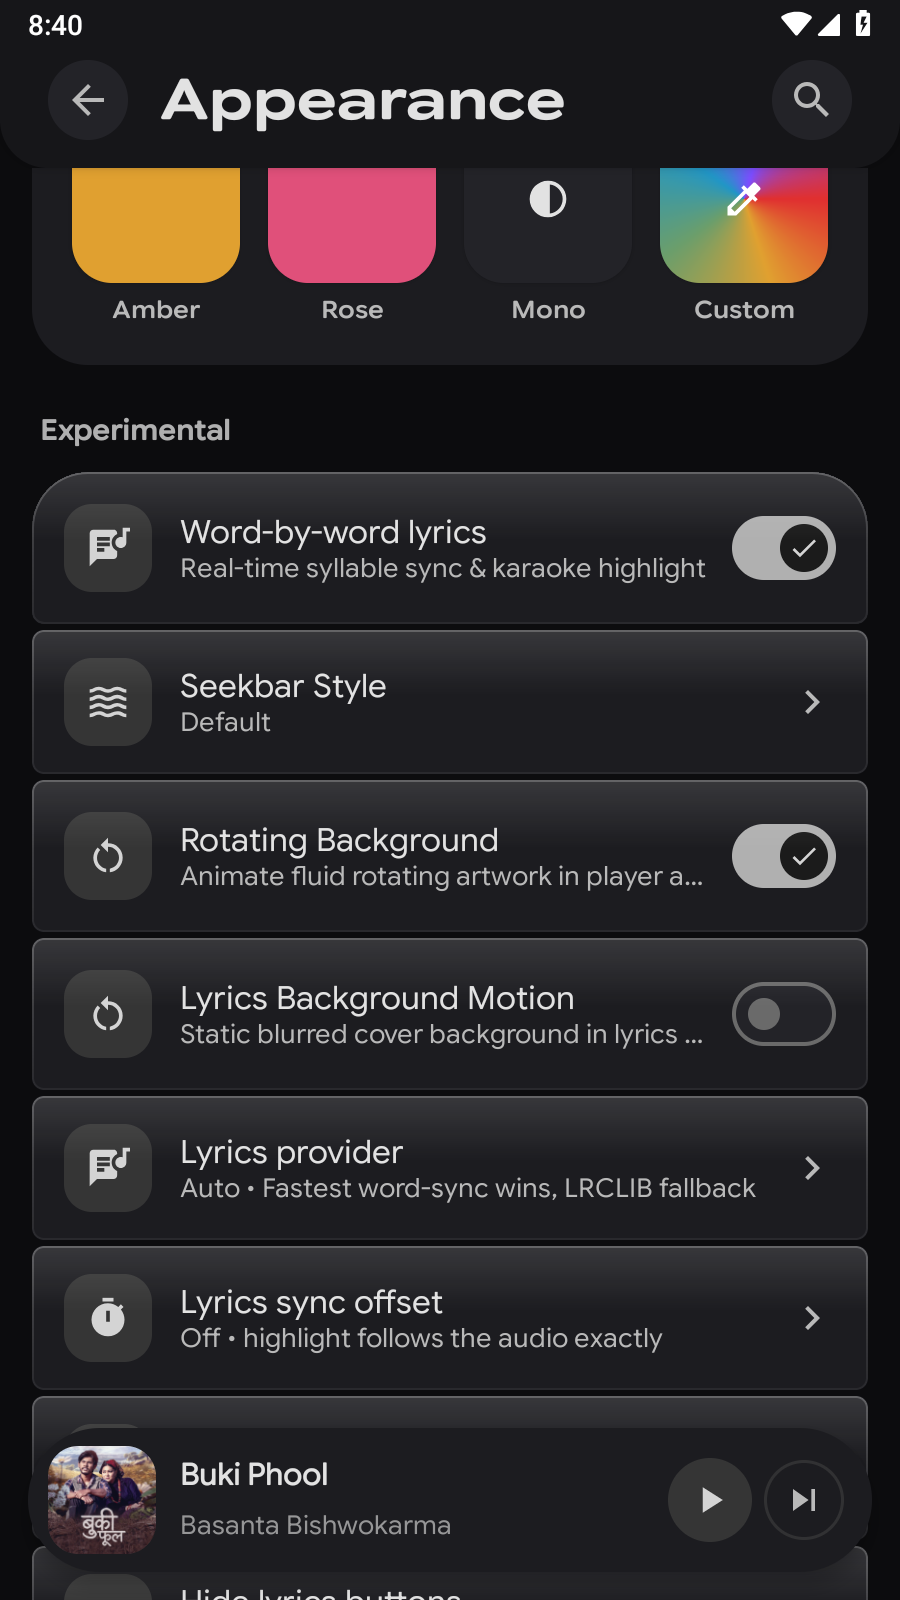 8:40
Appearance
Amber
Rose
Mono
Custom
Experimental
Word-by-word lyrics
Real-time syllable sync & karaoke highlight
Seekbar Style
Default
Rotating Background
Animate fluid rotating artwork in player a...
Lyrics Background Motion
Static blurred cover background in lyrics ...
Lyrics provider
Auto • Fastest word-sync wins, LRCLIB fallback
Lyrics sync offset
Off • highlight follows the audio exactly
बुकी
फूल
Buki Phool
Basanta Bishwokarma
Hide lyrics buttons